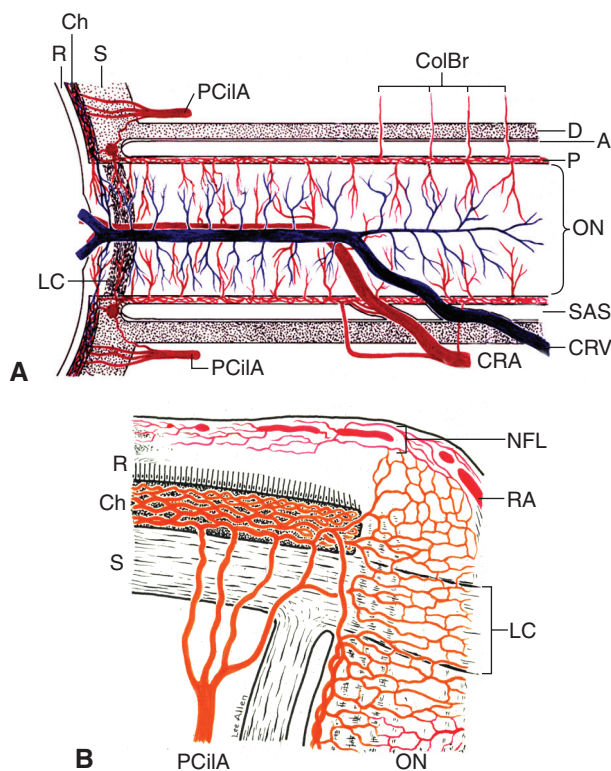 Ch
R
S
ColBr
PCilA
D
A
P
ON
LC
SAS
PCilA
CRA
CRV
A
NFL
R
RA
Ch
S
LC
Lee Allen
B
PCilA
ON